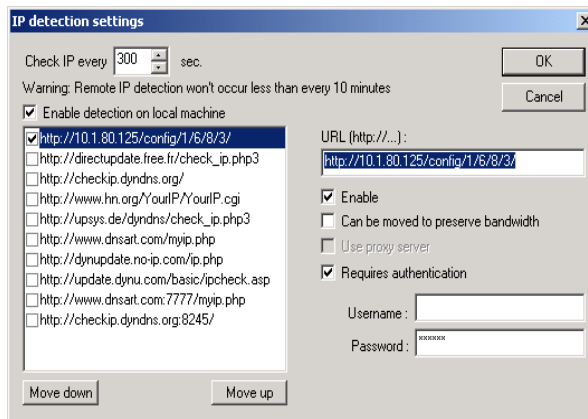 IP detection settings
Check IP every 300 sec.
Warning: Remote IP detection won't occur less than every 10 minutes
Enable detection on local machine
http://10.1.80.125/config/1/6/8/3/
http://directupdate.free.fr/check_ip.php3
http://checkip.dyndns.org/
http://www.hn.org/YourIP/YourIP.cgi
http://upsys.de/dyndns/check_ip.php3
http://www.dnsart.com/myip.php
http://dynupdate.no-ip.com/ip.php
http://update.dynu.com/basic/ipcheck.asp
http://www.dnsart.com:7777/myip.php
http://checkip.dyndns.org:8245/
Move down
Move up
OK
Cancel
URL (http://...) :
http://10.1.80.125/config/1/6/8/3/
Enable
Can be moved to preserve bandwidth
Use proxy server
Requires authentication
Username :
Password : ******